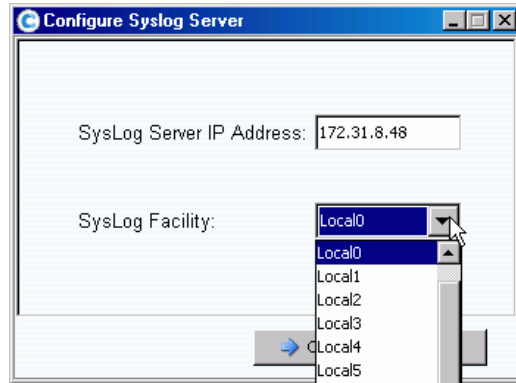 Configure Syslog Server
SysLog Server IP Address: 172.31.8.48
SysLog Facility: Local0
Local0
Local1
Local2
Local3
Local4
Local5